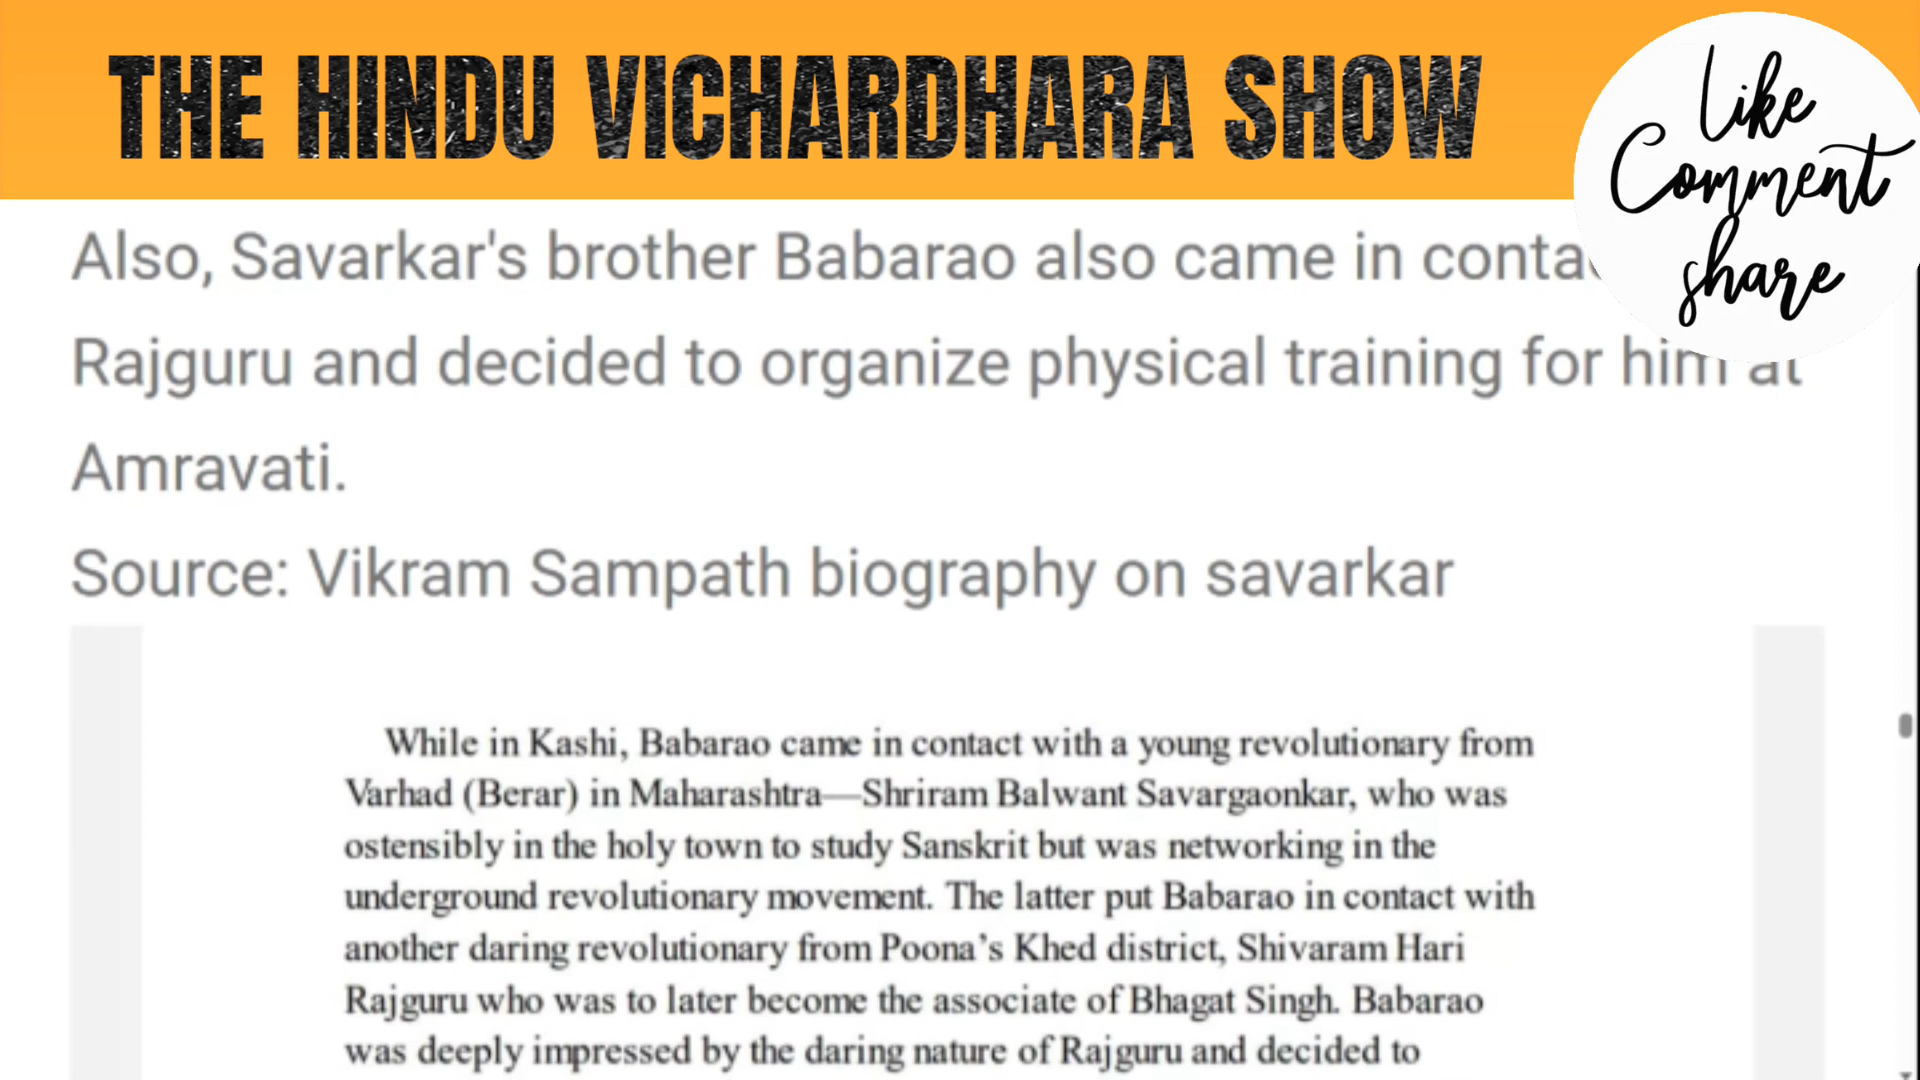 THE HINDU VICHARDHARA SHOW
Like
Comment
share
Also, Savarkar's brother Babarao also came in
Rajguru and decided to organize physical training for him at
Amravati.
Source: Vikram Sampath biography on savarkar
While in Kashi, Babarao came in contact with a young revolutionary from
Varhad (Berar) in Maharashtra—Shriram Balwant Savargaonkar, who was
ostensibly in the holy town to study Sanskrit but was networking in the
underground revolutionary movement. The latter put Babarao in contact with
another daring revolutionary from Poona’s Khed district, Shivaram Hari
Rajguru who was to later become the associate of Bhagat Singh. Babarao
was deeply impressed by the daring nature of Rajguru and decided to